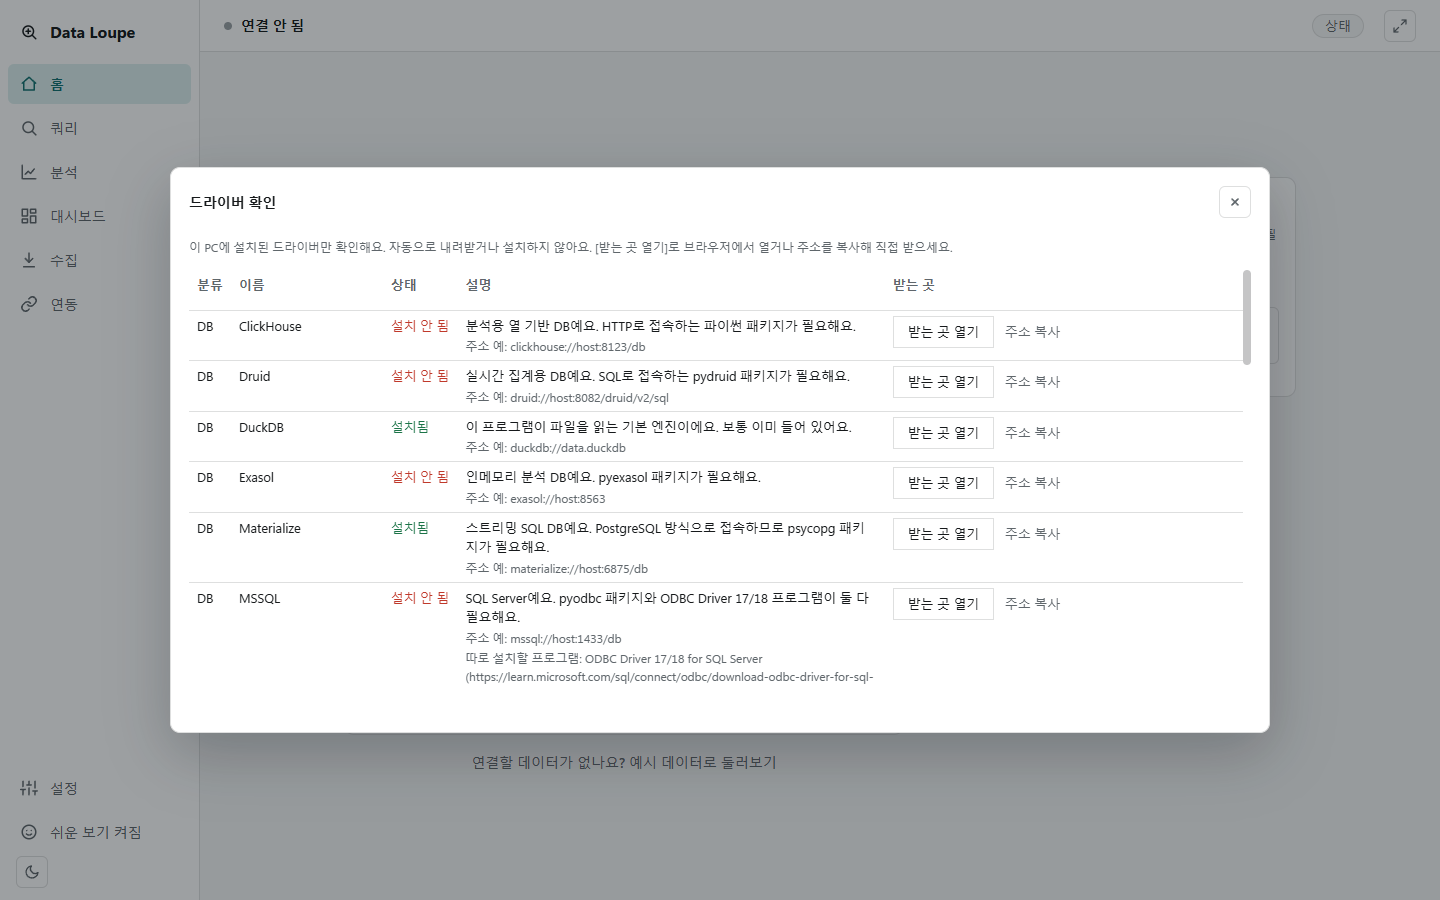 Data Loupe
연결 안 됨
상태
홈
쿼리
분석
대시보드
수집
연동
드라이버 확인
이 PC에 설치된 드라이버만 확인해요. 자동으로 내려받거나 설치하지 않아요. [받는 곳 열기]로 브라우저에서 열거나 주소를 복사해 직접 받으세요.
분류 이름 상태 설명 받는 곳
DB ClickHouse 설치 안 됨 분석용 열 기반 DB예요. HTTP로 접속하는 파이썬 패키지가 필요해요. 받는 곳 열기 주소 복사
주소 예: clickhouse://host:8123/db
DB Druid 설치 안 됨 실시간 집계용 DB예요. SQL로 접속하는 pydruid 패키지가 필요해요. 받는 곳 열기 주소 복사
주소 예: druid://host:8082/druid/v2/sql
DB DuckDB 설치됨 이 프로그램이 파일을 읽는 기본 엔진이에요. 보통 이미 들어 있어요. 받는 곳 열기 주소 복사
주소 예: duckdb://data.duckdb
DB Exasol 설치 안 됨 인메모리 분석 DB예요. pyexasol 패키지가 필요해요. 받는 곳 열기 주소 복사
주소 예: exasol://host:8563
DB Materialize 설치됨 스트리밍 SQL DB예요. PostgreSQL 방식으로 접속하므로 psycopg 패키 받는 곳 열기 주소 복사
지가 필요해요.
주소 예: materialize://host:6875/db
DB MSSQL 설치 안 됨 SQL Server예요. pyodbc 패키지와 ODBC Driver 17/18 프로그램이 둘 다 받는 곳 열기 주소 복사
필요해요.
주소 예: mssql://host:1433/db
따로 설치할 프로그램: ODBC Driver 17/18 for SQL Server
(https://learn.microsoft.com/sql/connect/odbc/download-odbc-driver-for-sql-
연결할 데이터가 없나요? 예시 데이터로 둘러보기
설정
쉬운 보기 켜짐